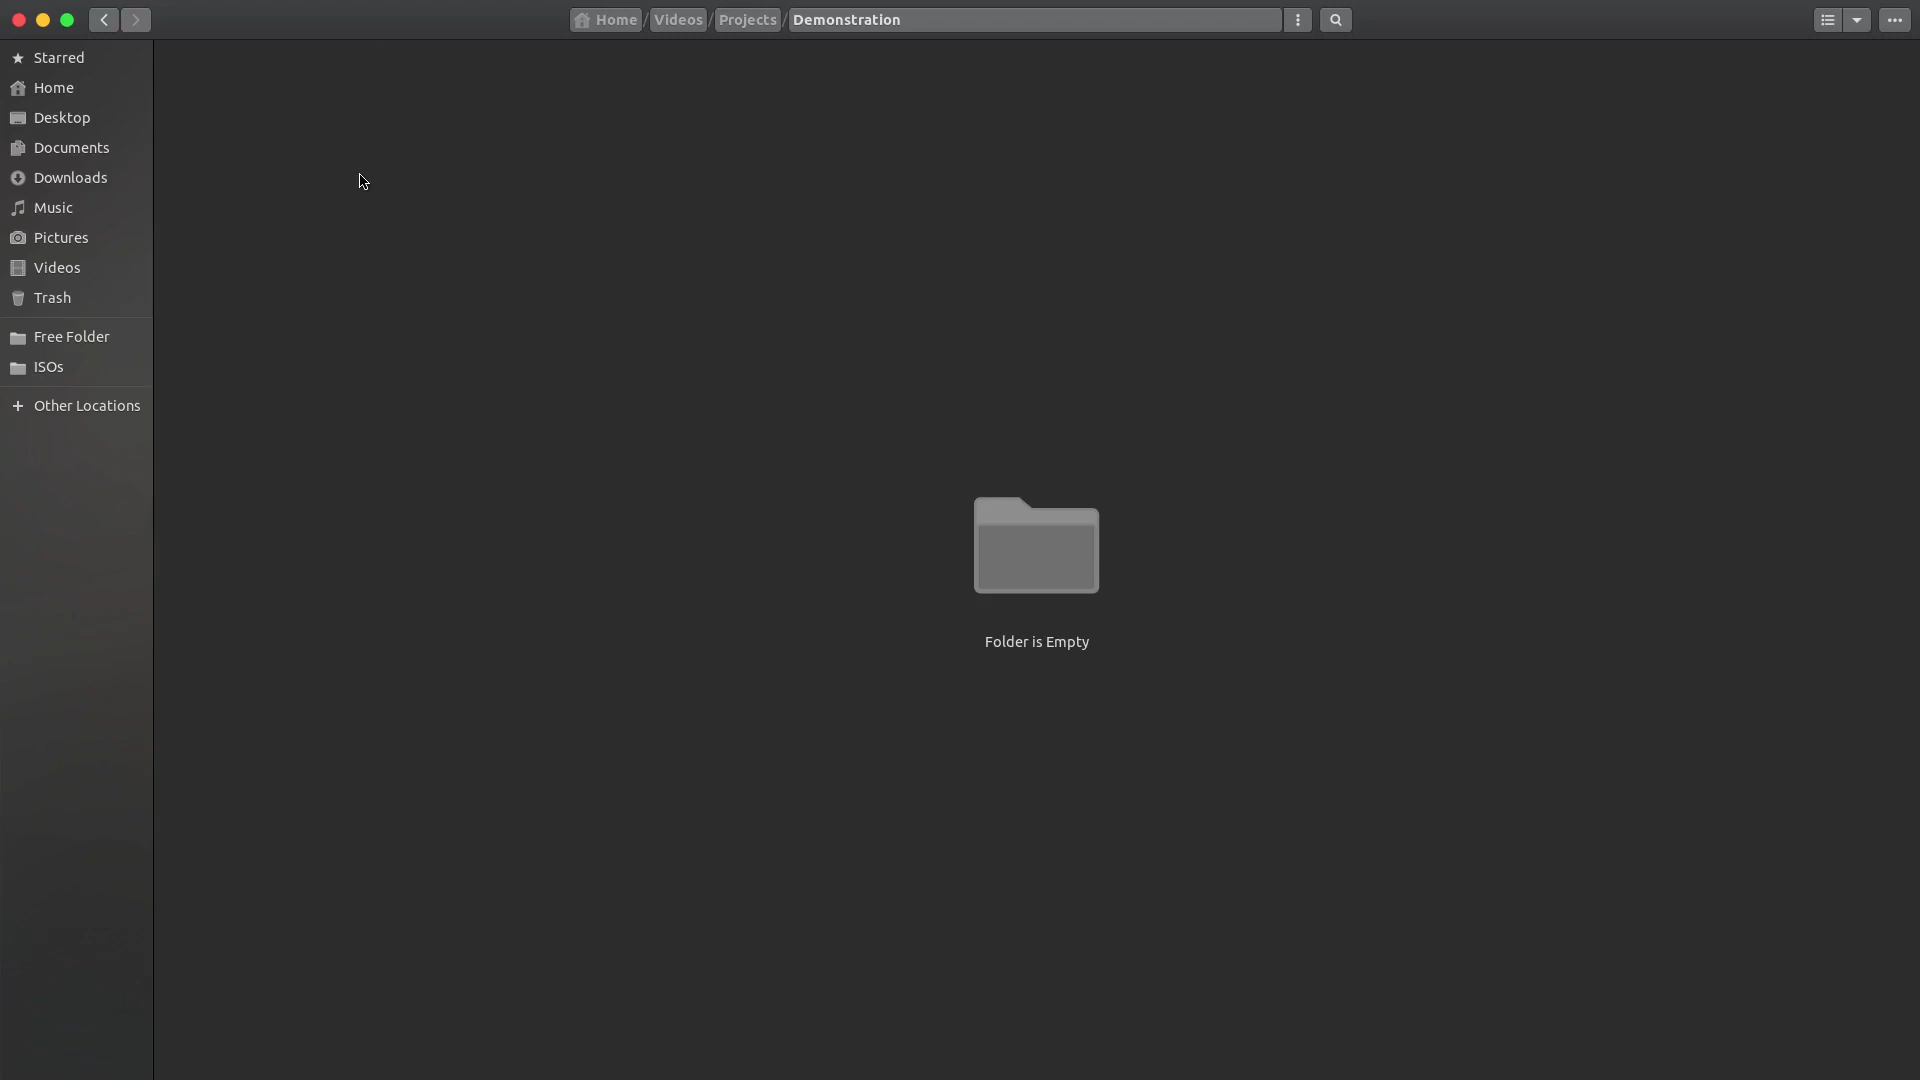 Home / Videos / Projects / Demonstration
Starred
Home
Desktop
Documents
Downloads
Music
Pictures
Videos
Trash
Free Folder
ISOs
Other Locations
Folder is Empty